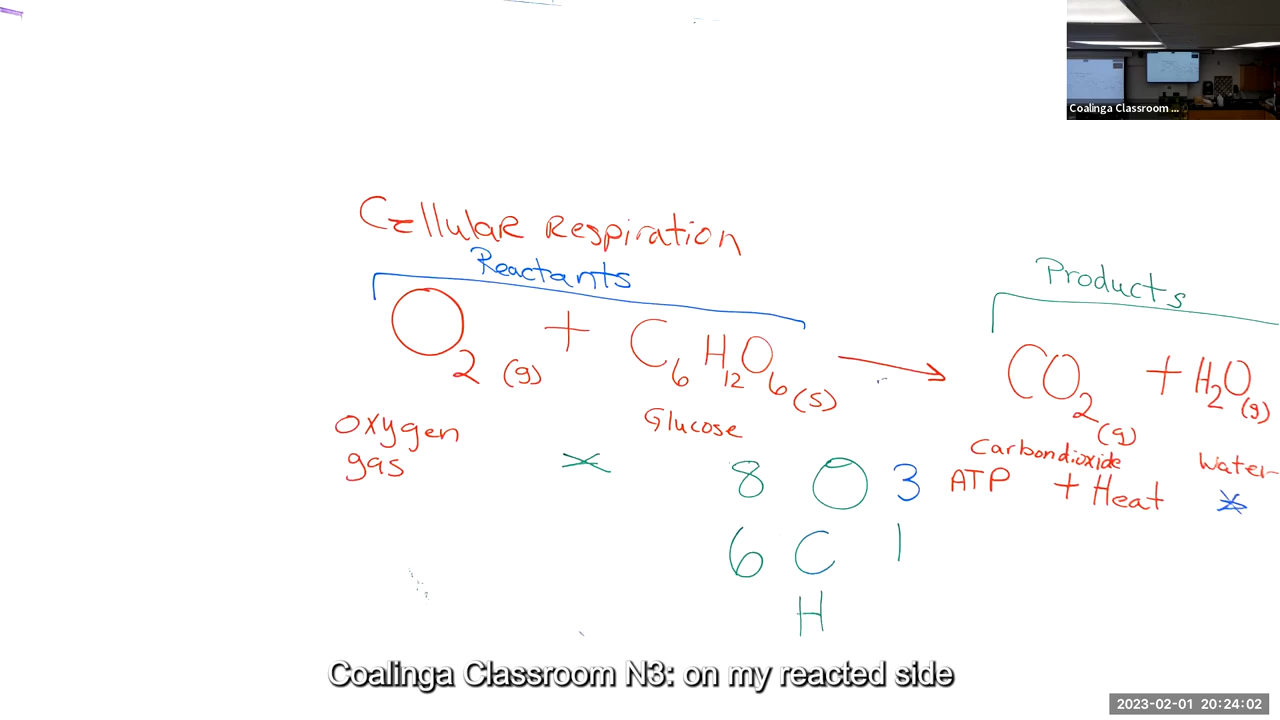 Coalinga Classroom ...
Cellular Respiration
Reactants
Products
O2 (g) + C6H12O6 (s) → CO2 (g) + H2O (g)
Oxygen gas
Glucose
Carbondioxide
Water
ATP + Heat
8 O 3
6 C 1
H
Coalinga Classroom N3: on my reacted side
2023-02-01 20:24:02